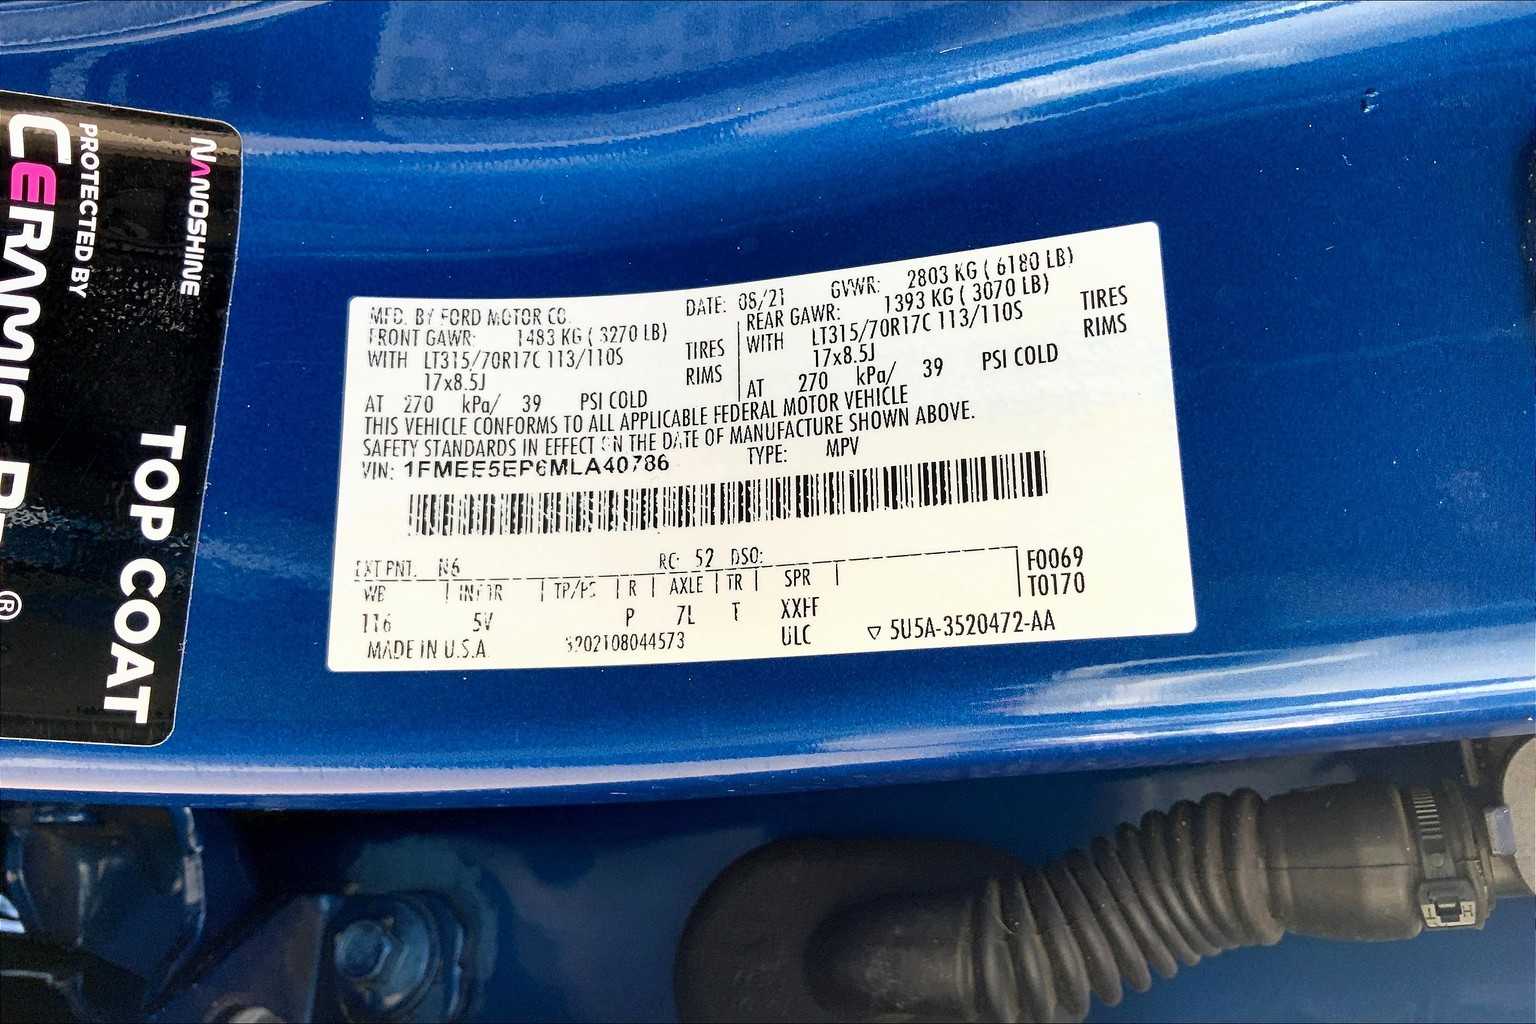 NANOSHINE
PROTECTED BY
CERAMIC
TOP COAT
®
MFD. BY FORD MOTOR CO. DATE: 08/21 GVWR: 2803 KG ( 6180 LB)
FRONT GAWR: 1483 KG ( 3270 LB) REAR GAWR: 1393 KG ( 3070 LB)
WITH LT315/70R17C 113/110S TIRES WITH LT315/70R17C 113/110S TIRES
17x8.5J RIMS 17x8.5J RIMS
AT 270 kPa/ 39 PSI COLD AT 270 kPa/ 39 PSI COLD
THIS VEHICLE CONFORMS TO ALL APPLICABLE FEDERAL MOTOR VEHICLE
SAFETY STANDARDS IN EFFECT ON THE DATE OF MANUFACTURE SHOWN ABOVE.
VIN: 1FMEE5EP6MLA40786 TYPE: MPV
EXT PNT: N6 RC: 52 DSO: F0069
WB INT TR TP/PS R AXLE TR SPR T0170
116 5V P 7L T XXFF
MADE IN U.S.A. ULC ▽ 5U5A-3520472-AA